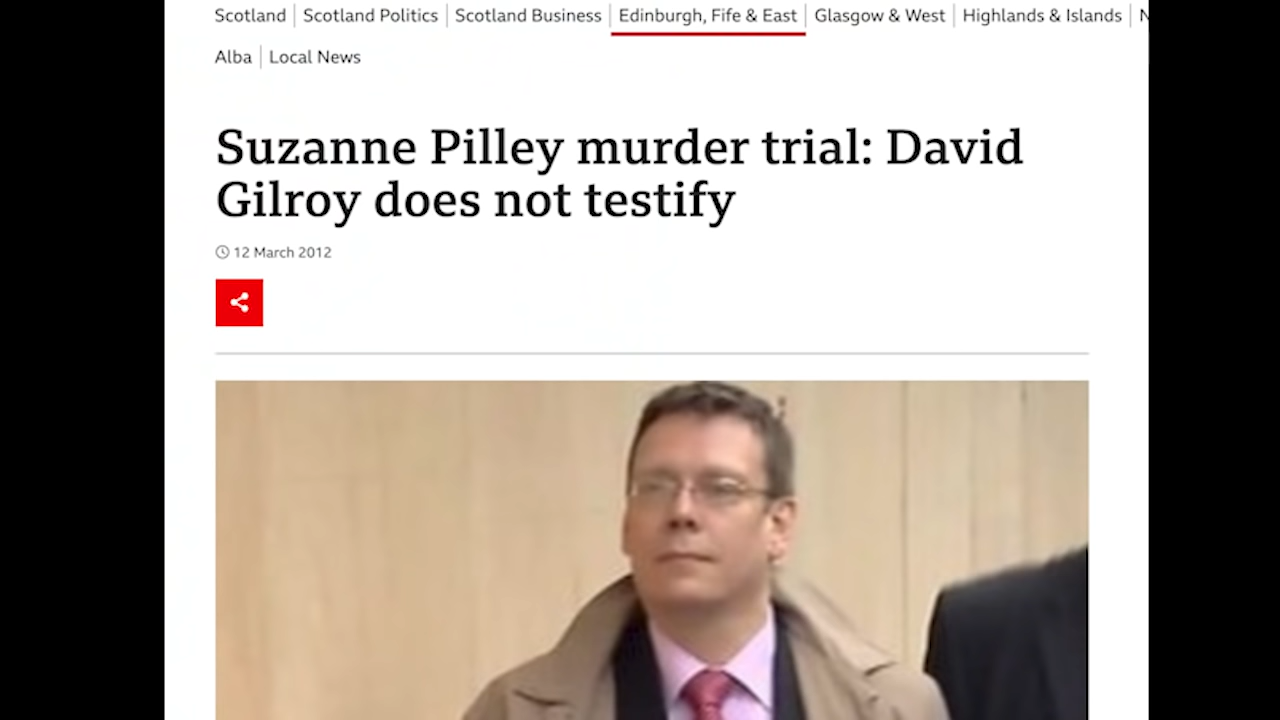 Scotland | Scotland Politics | Scotland Business | Edinburgh, Fife & East | Glasgow & West | Highlands & Islands |
Alba | Local News
Suzanne Pilley murder trial: David
Gilroy does not testify
12 March 2012